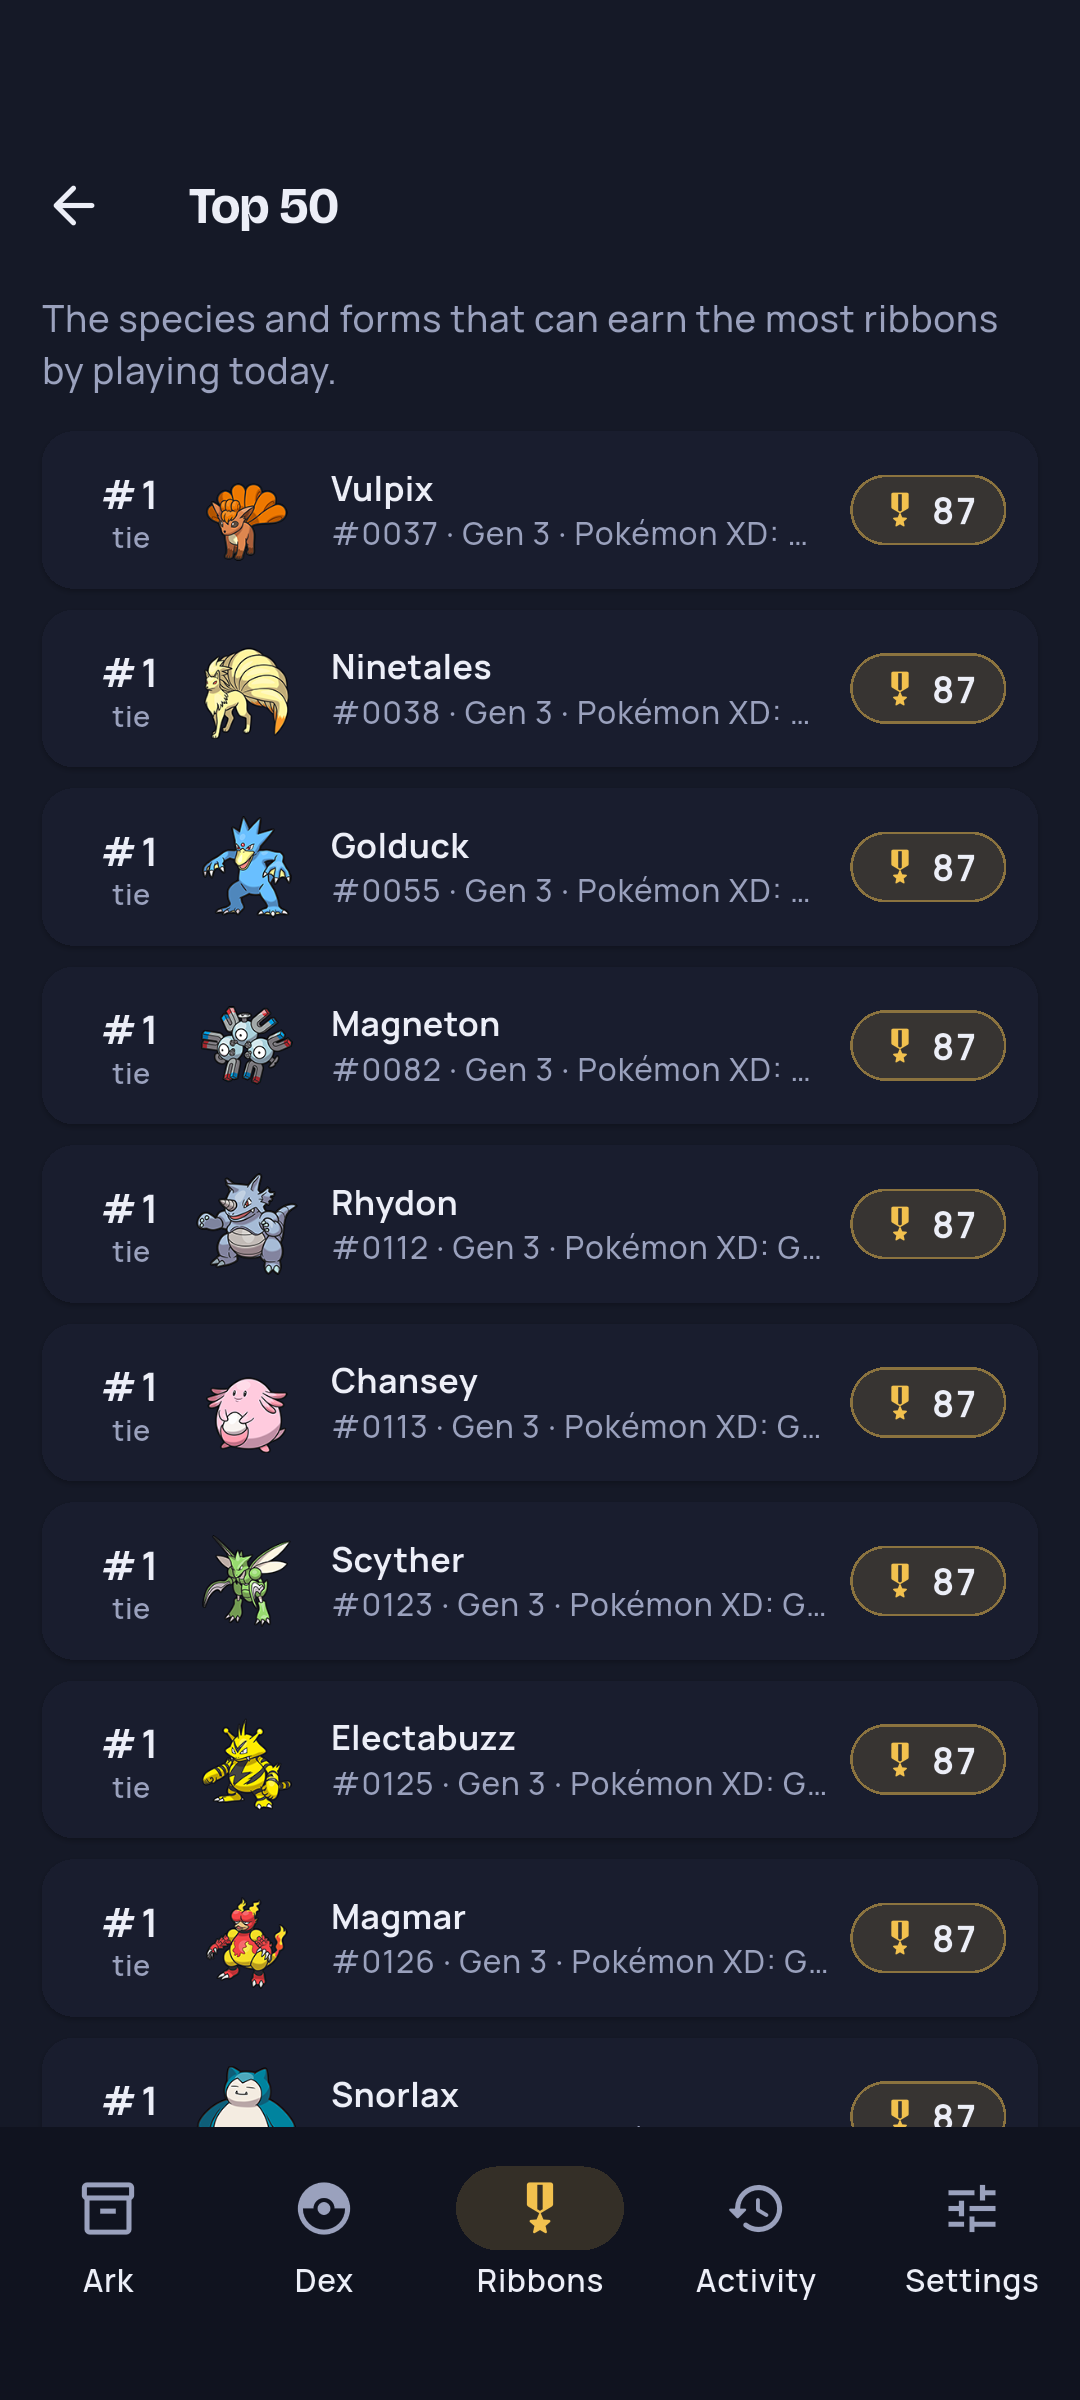 Top 50
The species and forms that can earn the most ribbons
by playing today.
#1
tie
Vulpix
#0037 · Gen 3 · Pokémon XD: ...
87
#1
tie
Ninetales
#0038 · Gen 3 · Pokémon XD: ...
87
#1
tie
Golduck
#0055 · Gen 3 · Pokémon XD: ...
87
#1
tie
Magneton
#0082 · Gen 3 · Pokémon XD: ...
87
#1
tie
Rhydon
#0112 · Gen 3 · Pokémon XD: G...
87
#1
tie
Chansey
#0113 · Gen 3 · Pokémon XD: G...
87
#1
tie
Scyther
#0123 · Gen 3 · Pokémon XD: G...
87
#1
tie
Electabuzz
#0125 · Gen 3 · Pokémon XD: G...
87
#1
tie
Magmar
#0126 · Gen 3 · Pokémon XD: G...
87
#1
Snorlax
87
Ark
Dex
Ribbons
Activity
Settings